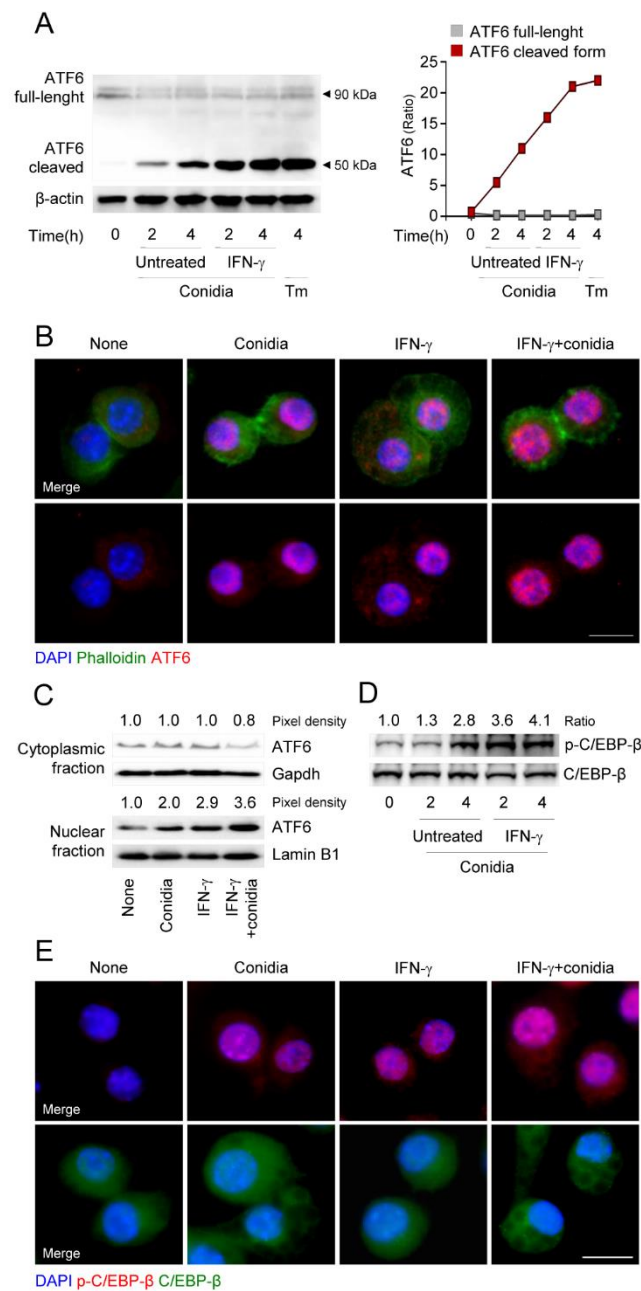 A
ATF6
full-lenght
90 kDa
ATF6
cleaved
50 kDa
β-actin
Time(h) 0 2 4 2 4 4
Untreated IFN-γ
Conidia Tm
ATF6 full-lenght
ATF6 cleaved form
25
20
15
10
5
0
ATF6 (Ratio)
Time(h) 0 2 4 2 4 4
Untreated IFN-γ
Conidia Tm
B
None Conidia IFN-γ IFN-γ+conidia
Merge
DAPI Phalloidin ATF6
C
1.0 1.0 1.0 0.8 Pixel density
Cytoplasmic
fraction
ATF6
Gapdh
1.0 2.0 2.9 3.6 Pixel density
Nuclear
fraction
ATF6
Lamin B1
None
Conidia
IFN-γ
IFN-γ
+conidia
D
1.0 1.3 2.8 3.6 4.1 Ratio
p-C/EBP-β
C/EBP-β
0 2 4 2 4
Untreated IFN-γ
Conidia
E
None Conidia IFN-γ IFN-γ+conidia
Merge
Merge
DAPI p-C/EBP-β C/EBP-β